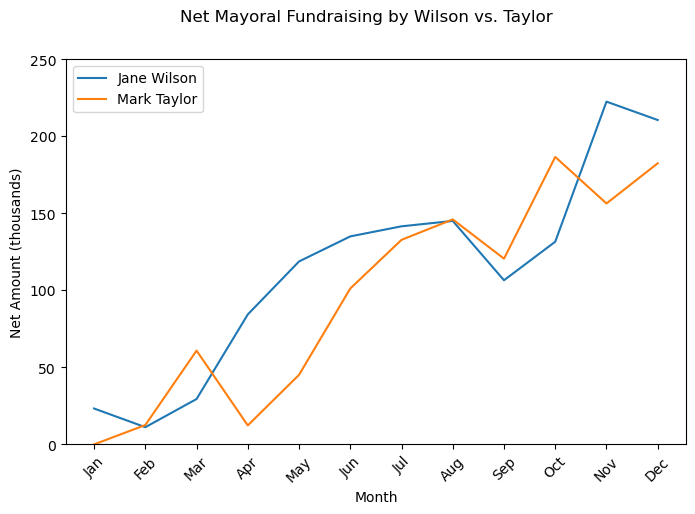 Net Mayoral Fundraising by Wilson vs. Taylor
Jane Wilson
Mark Taylor
Net Amount (thousands)
250
200
150
100
50
0
Jan Feb Mar Apr May Jun Jul Aug Sep Oct Nov Dec
Month